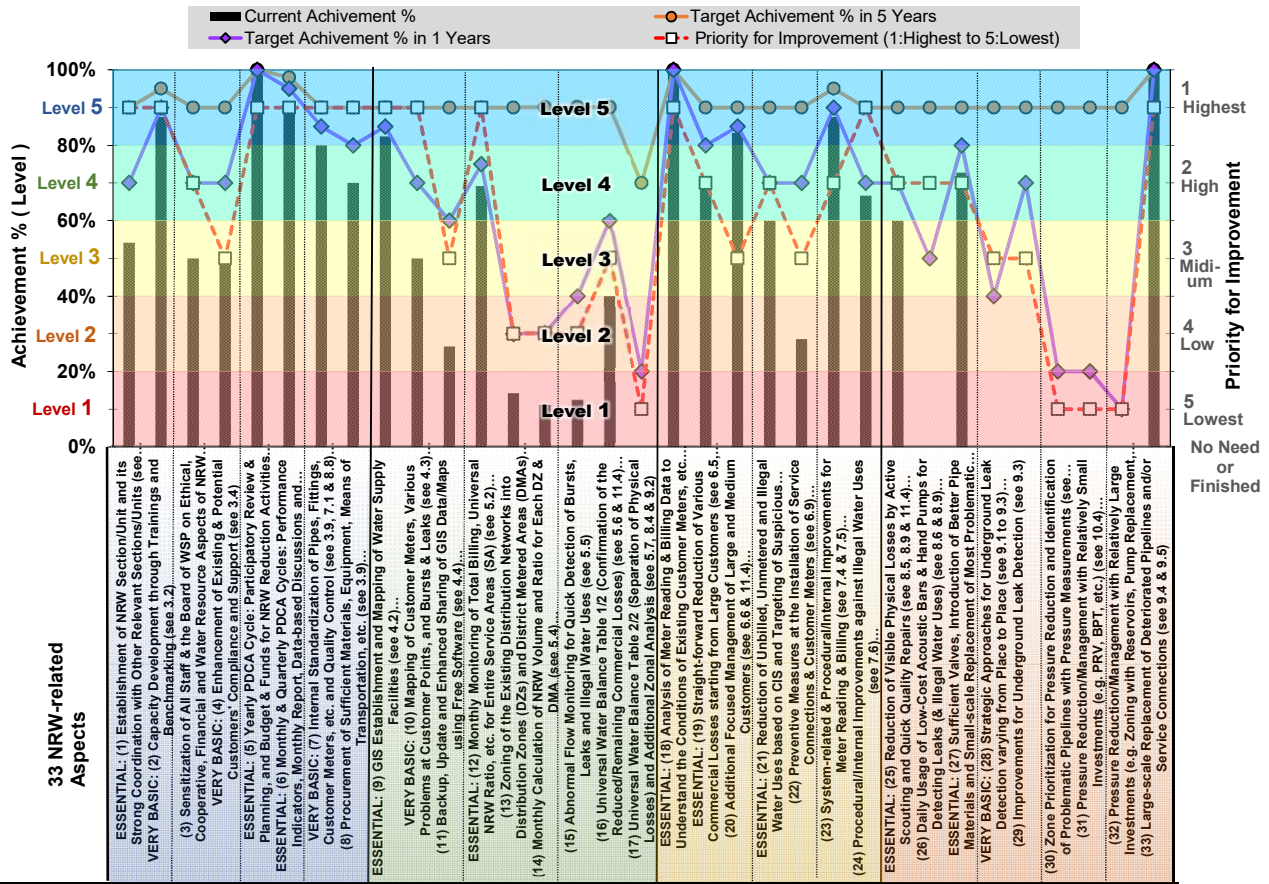 Current Achivement %
Target Achivement % in 5 Years
Target Achivement % in 1 Years
Priority for Improvement (1:Highest to 5:Lowest)
Achievement % ( Level )
100%
Level 5
80%
Level 4
60%
Level 3
40%
Level 2
20%
Level 1
0%
Level 5
Level 4
Level 3
Level 2
Level 1
1
Highest
2
High
3
Midi-
um
4
Low
5
Lowest
No Need
or
Finished
Priority for Improvement
33 NRW-related
Aspects
ESSENTIAL: (1) Establishment of NRW Section/Unit and its
Strong Coordination with Other Relevant Sections/Units (see…
VERY BASIC: (2) Capacity Development through Trainings and
Benchmarking (see 3.2)
(3) Sensitization of All Staff & the Board of WSP on Ethical,
Cooperative, Financial and Water Resource Aspects of NRW…
VERY BASIC: (4) Enhancement of Existing & Potential
Customers' Compliance and Support (see 3.4)
ESSENTIAL: (5) Yearly PDCA Cycle: Participatory Review &
Planning, and Budget & Funds for NRW Reduction Activities…
ESSENTIAL: (6) Monthly & Quarterly PDCA Cycles: Performance
Indicators, Monthly Report, Data-based Discussions and…
VERY BASIC: (7) Internal Standardization of Pipes, Fittings,
Customer Meters, etc. and Quality Control (see 3.9, 7.1 & 8.8)…
(8) Procurement of Sufficient Materials, Equipment, Means of
Transportation, etc. (see 3.9)…
ESSENTIAL: (9) GIS Establishment and Mapping of Water Supply
Facilities (see 4.2)…
VERY BASIC: (10) Mapping of Customer Meters, Various
Problems at Customer Points, and Bursts & Leaks (see 4.3)…
(11) Backup, Update and Enhanced Sharing of GIS Data/Maps
using Free Software (see 4.4)…
ESSENTIAL: (12) Monthly Monitoring of Total Billing, Universal
NRW Ratio, etc. for Entire Service Areas (SA) (see 5.2)…
(13) Zoning of the Existing Distribution Networks into
Distribution Zones (DZs) and District Metered Areas (DMAs)…
(14) Monthly Calculation of NRW Volume and Ratio for Each DZ &
DMA (see 5.4)…
(15) Abnormal Flow Monitoring for Quick Detection of Bursts,
Leaks and Illegal Water Uses (see 5.5)
(16) Universal Water Balance Table 1/2 (Confirmation of the
Reduced/Remaining Commercial Losses) (see 5.6 & 11.4)…
(17) Universal Water Balance Table 2/2 (Separation of Physical
Losses) and Additional Zonal Analysis (see 5.7, 8.4 & 9.2)
ESSENTIAL: (18) Analysis of Meter Reading & Billing Data to
Understand the Conditions of Existing Customer Meters, etc…
ESSENTIAL: (19) Straight-forward Reduction of Various
Commercial Losses starting from Large Customers (see 6.5,…
(20) Additional Focused Management of Large and Medium
Customers (see 6.6 & 11.4)…
ESSENTIAL: (21) Reduction of Unbilled, Unmetered and Illegal
Water Uses based on CIS and Targeting of Suspicious…
(22) Preventive Measures at the Installation of Service
Connections & Customer Meters (see 6.9)…
(23) System-related & Procedural/Internal Improvements for
Meter Reading & Billing (see 7.4 & 7.5)…
(24) Procedural/Internal Improvements against Illegal Water Uses
(see 7.6)…
ESSENTIAL: (25) Reduction of Visible Physical Losses by Active
Scouting and Quick Quality Repairs (see 8.5, 8.9 & 11.4)…
(26) Daily Usage of Low-Cost Acoustic Bars & Hand Pumps for
Detecting Leaks (& Illegal Water Uses) (see 8.6 & 8.9)…
ESSENTIAL: (27) Sufficient Valves, Introduction of Better Pipe
Materials and Small-scale Replacement of Most Problematic…
VERY BASIC: (28) Strategic Approaches for Underground Leak
Detection varying from Place to Place (see 9.1 to 9.3)…
(29) Improvements for Underground Leak Detection (see 9.3)
(30) Zone Prioritization for Pressure Reduction and Identification
of Problematic Pipelines with Pressure Measurements (see…
(31) Pressure Reduction/Management with Relatively Small
Investments (e.g. PRV, BPT, etc.) (see 10.4)…
(32) Pressure Reduction/Management with Relatively Large
Investments (e.g. Zoning with Reservoirs, Pump Replacement,…
(33) Large-scale Replacement of Deteriorated Pipelines and/or
Service Connections (see 9.4 & 9.5)